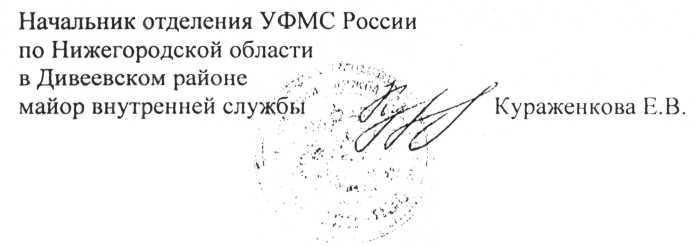 Начальник отделения УФМС России
по Нижегородской области
в Дивеевском районе
майор внутренней службы Кураженкова Е.В.